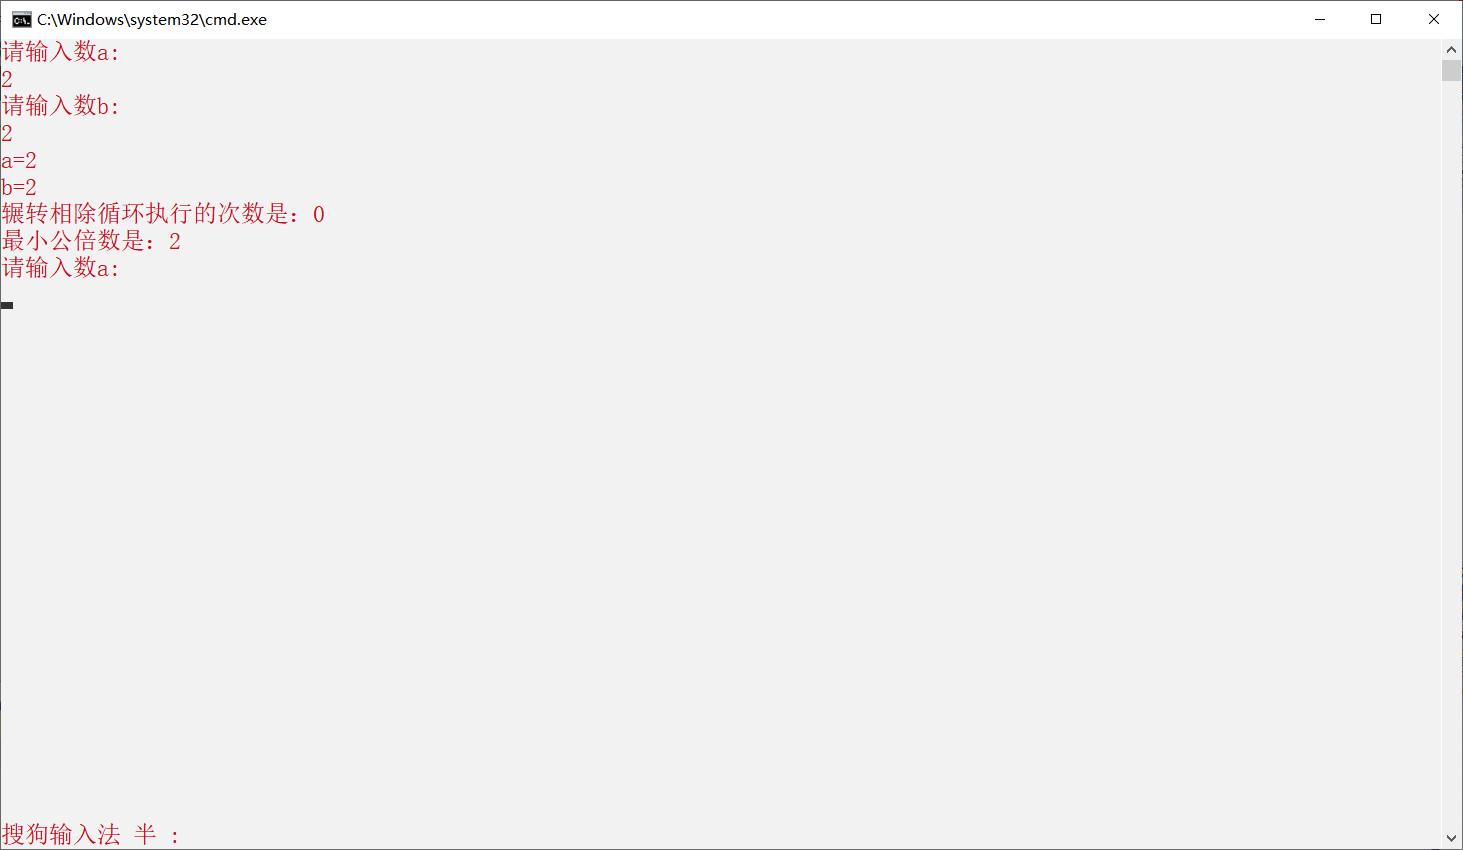 C:\Windows\system32\cmd.exe
请输入数a:
2
请输入数b:
2
a=2
b=2
辗转相除循环执行的次数是：0
最小公倍数是：2
请输入数a:
搜狗输入法 半 :